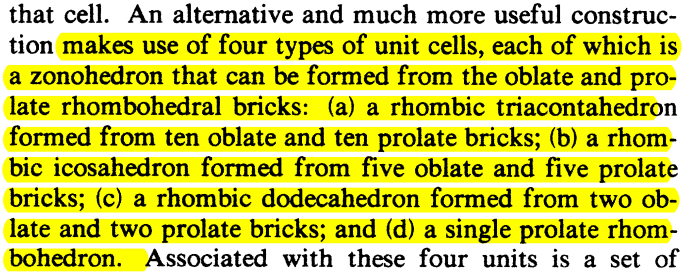 that cell. An alternative and much more useful construc-
tion makes use of four types of unit cells, each of which is
a zonohedron that can be formed from the oblate and pro-
late rhombohedral bricks: (a) a rhombic triacontahedron
formed from ten oblate and ten prolate bricks; (b) a rhom-
bic icosahedron formed from five oblate and five prolate
bricks; (c) a rhombic dodecahedron formed from two ob-
late and two prolate bricks; and (d) a single prolate rhom-
bohedron. Associated with these four units is a set of